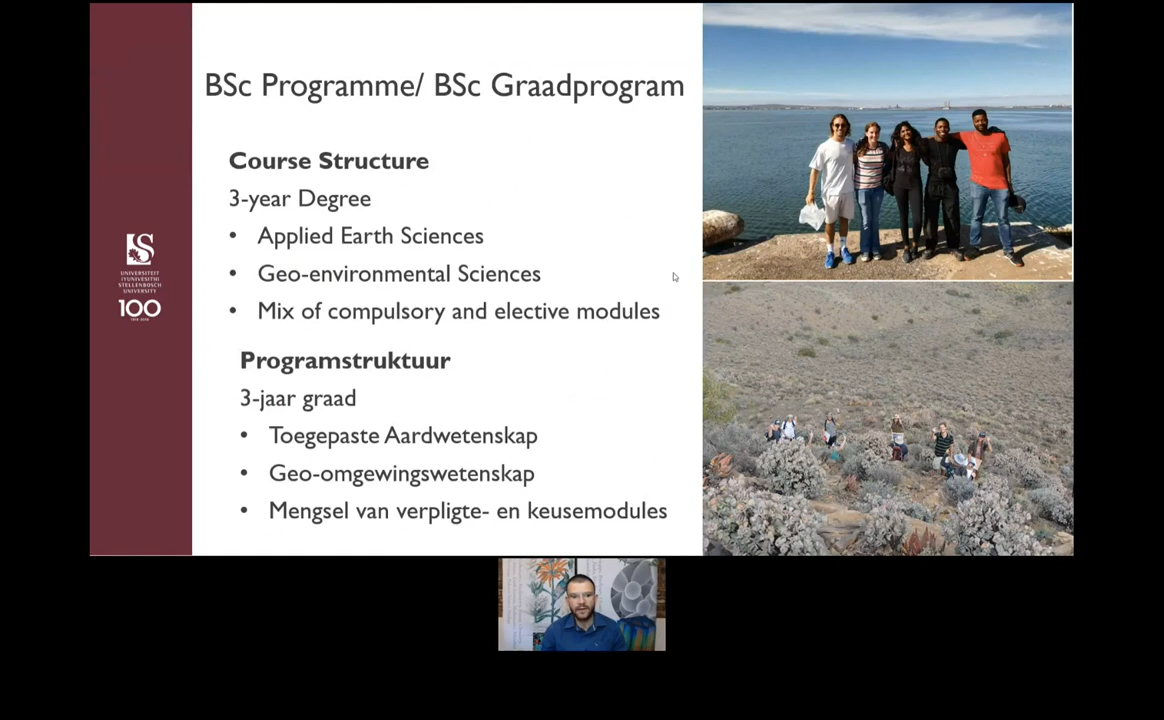 BSc Programme/ BSc Graadprogram
Course Structure
3-year Degree
• Applied Earth Sciences
• Geo-environmental Sciences
• Mix of compulsory and elective modules
Programstruktuur
3-jaar graad
• Toegepaste Aardwetenskap
• Geo-omgewingswetenskap
• Mengsel van verpligte- en keusemodules
UNIVERSITEIT
iYUNIVESITHI
STELLENBOSCH
UNIVERSITY
100